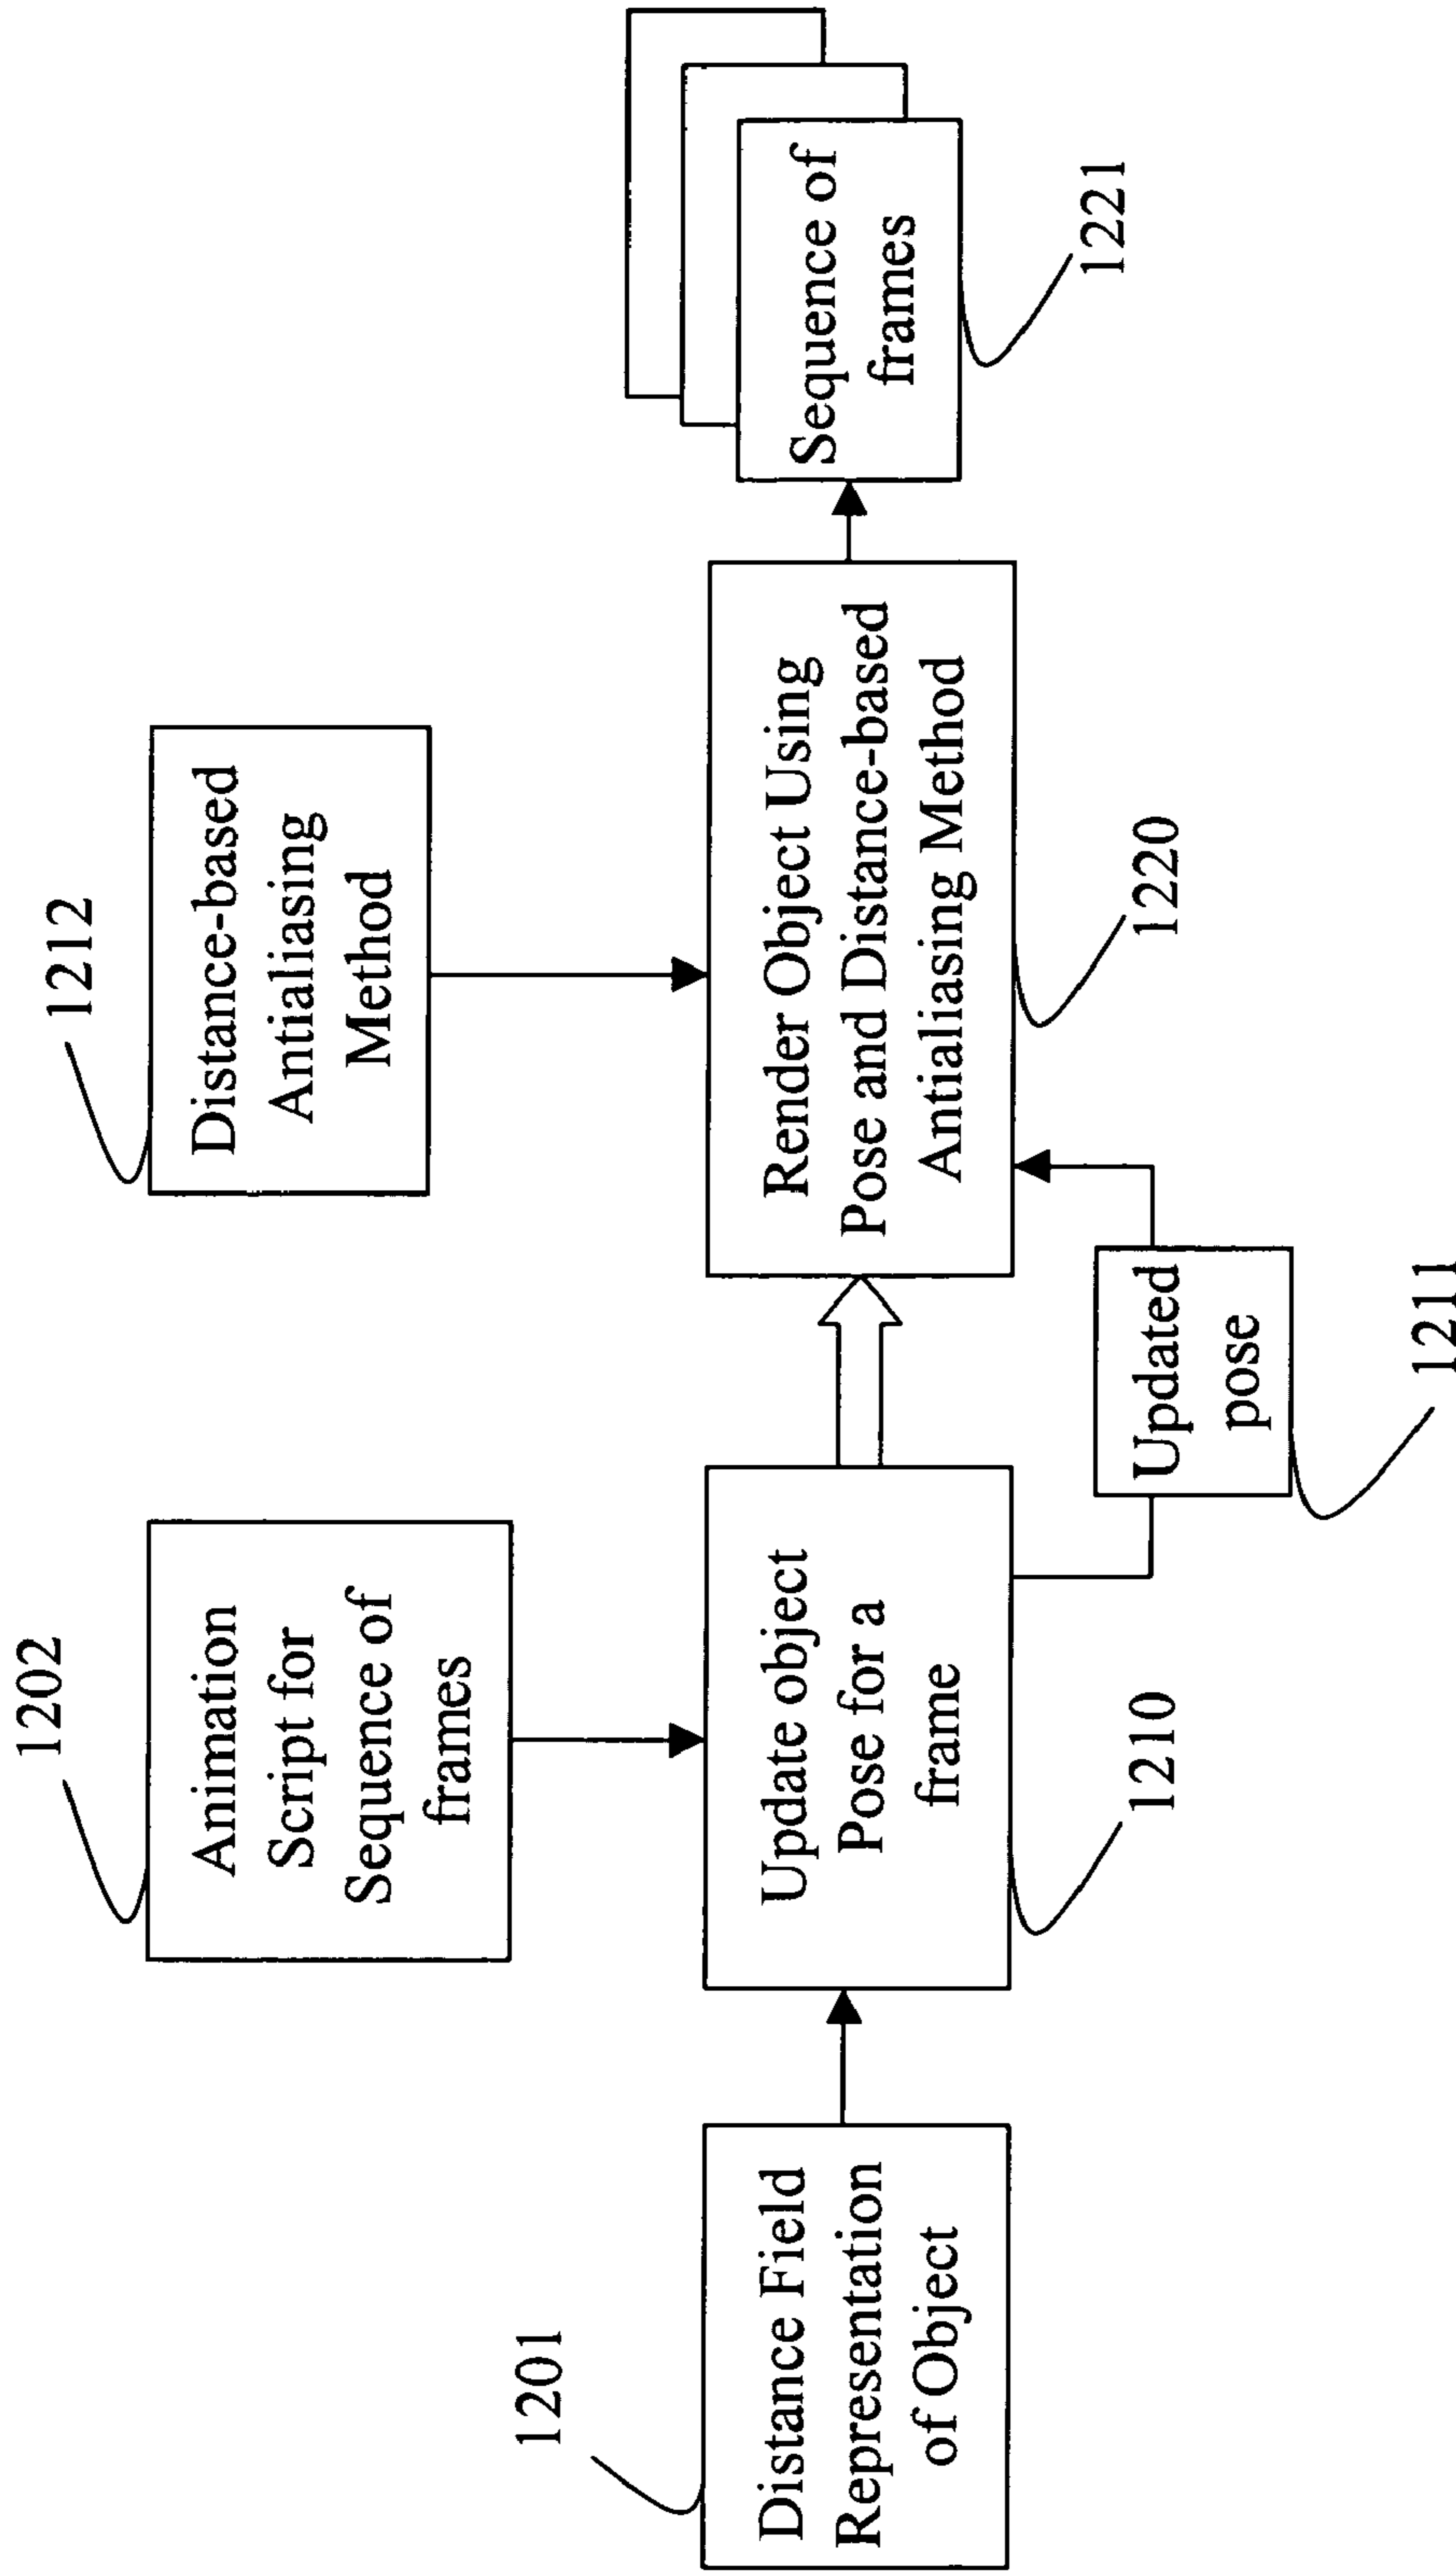 1202
Animation
Script for
Sequence of
frames
1212
Distance-based
Antialiasing
Method
1201
Distance Field
Representation
of Object
Update object
Pose for a
frame
1210
Updated
pose
1211
Render Object Using
Pose and Distance-based
Antialiasing Method
1220
Sequence of
frames
1221